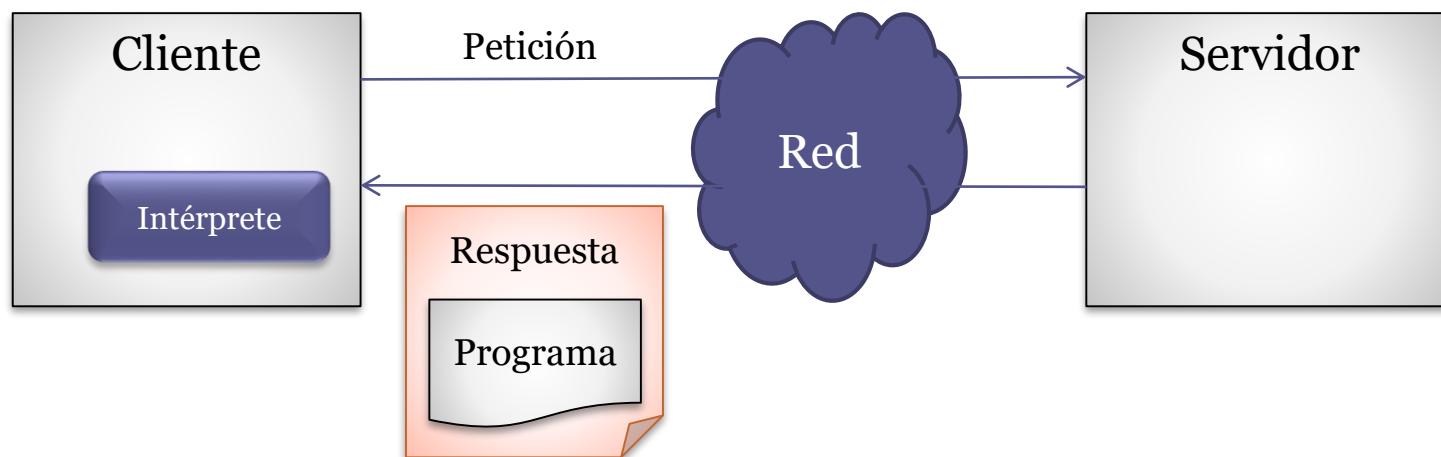 Cliente
Petición
Servidor
Red
Intérprete
Respuesta
Programa